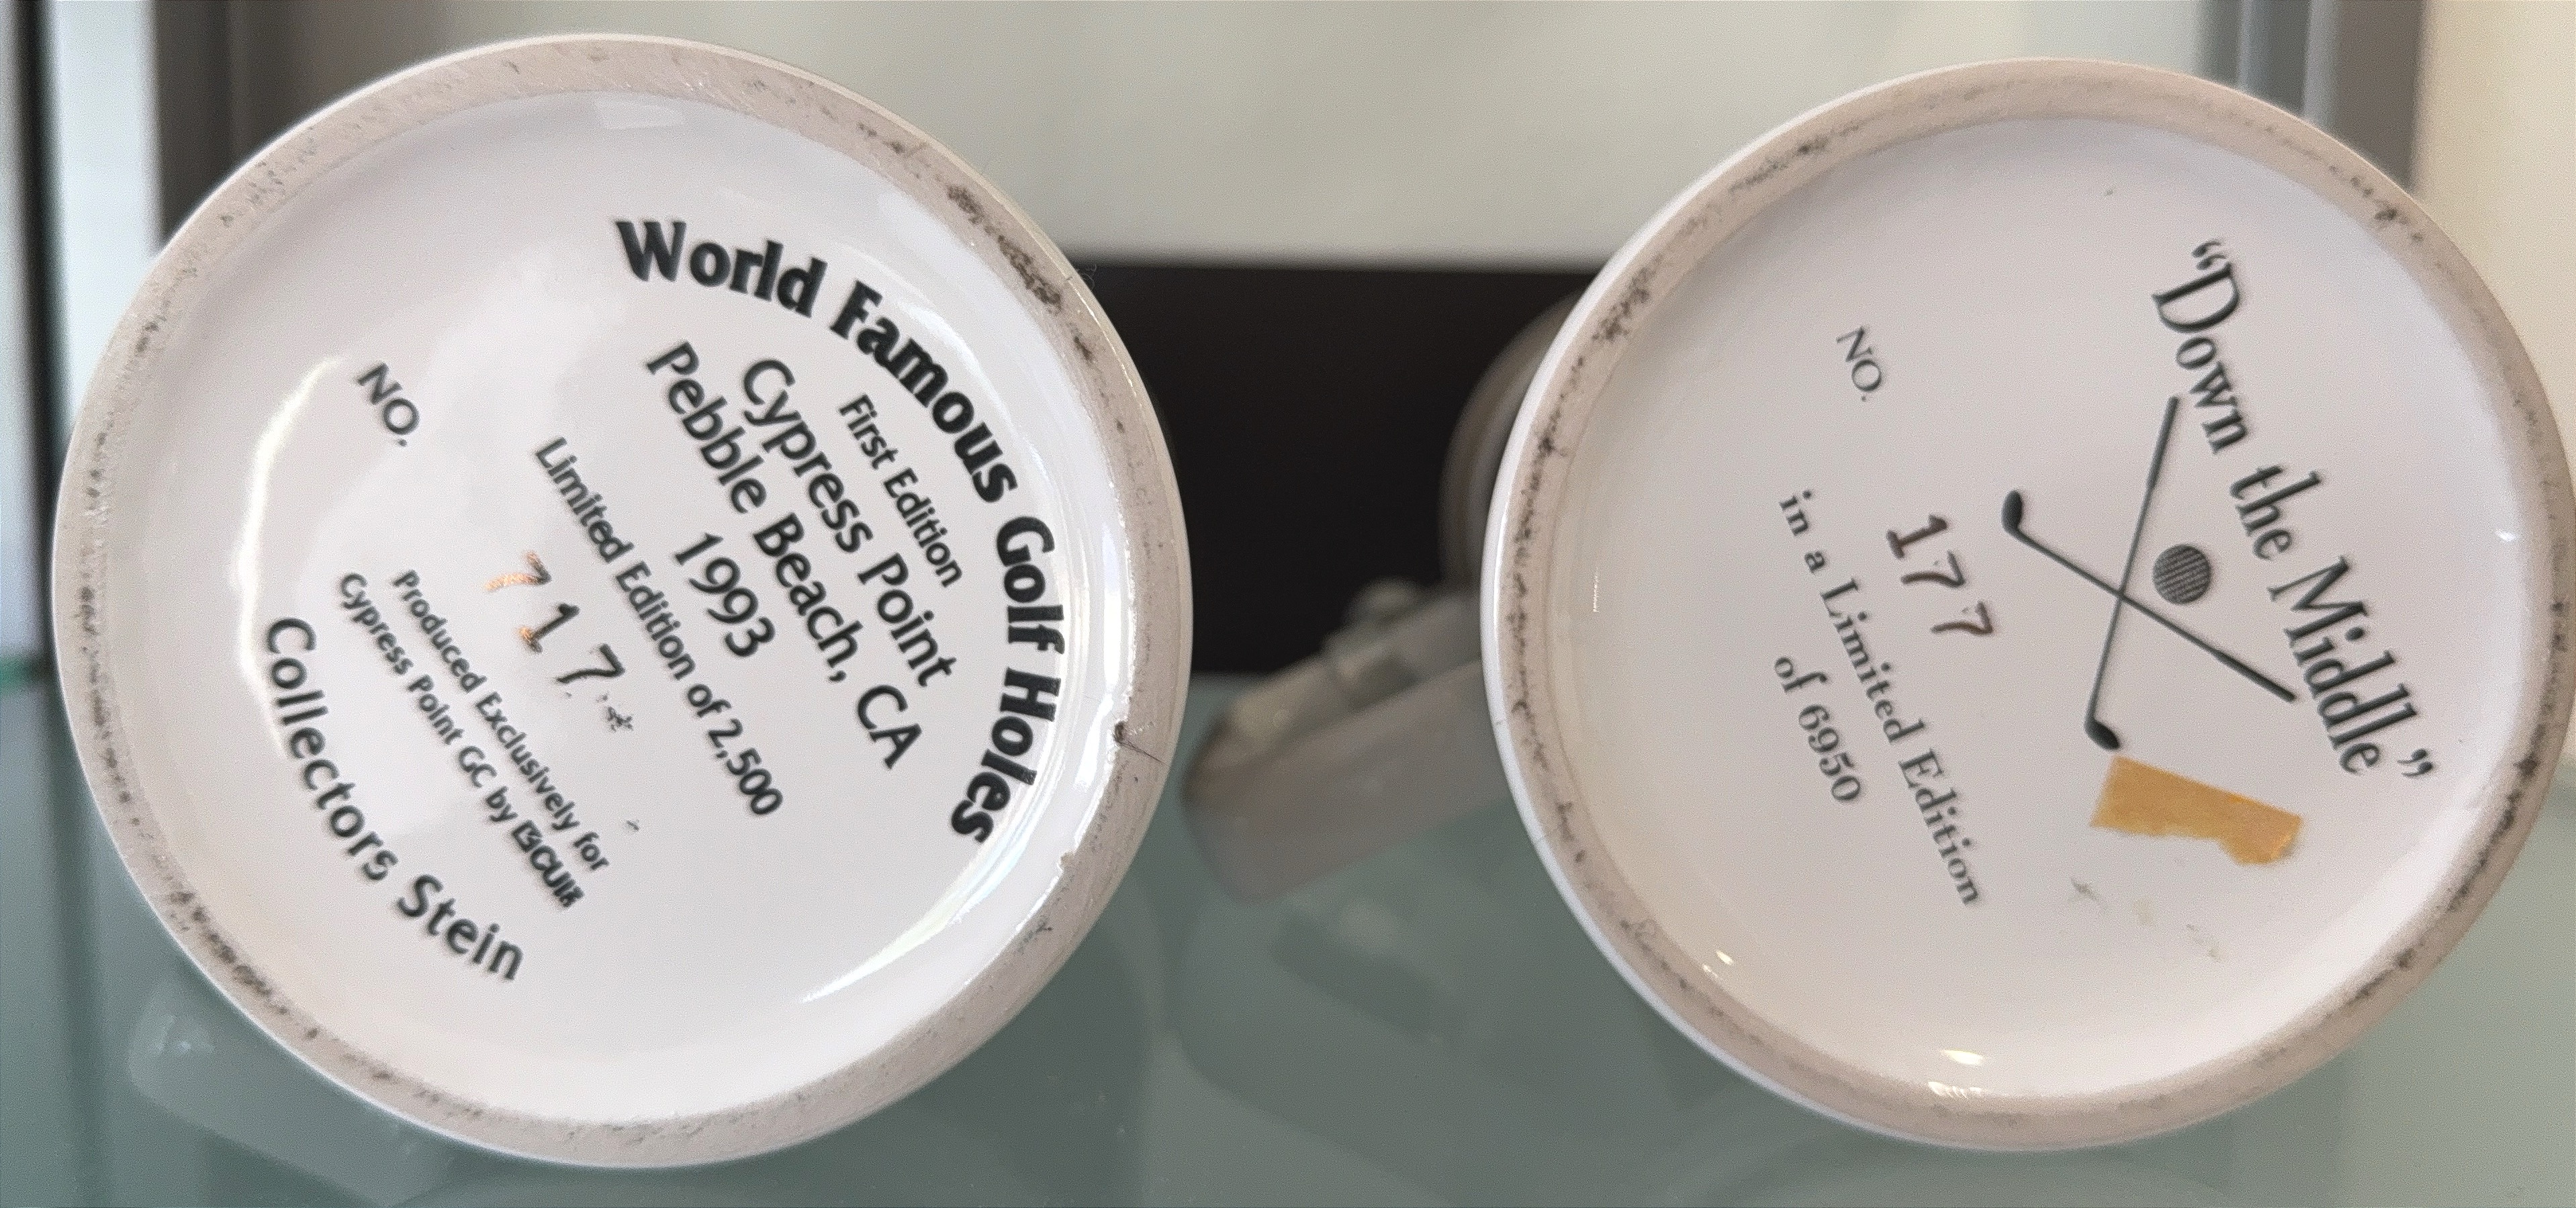 World Famous Golf Holes
First Edition
Cypress Point
Pebble Beach, CA
1993
Limited Edition of 2,500
NO. 717
Produced Exclusively for
Cypress Point GC by
Collectors Stein
“Down the Middle”
NO. 177
in a Limited Edition
of 6950